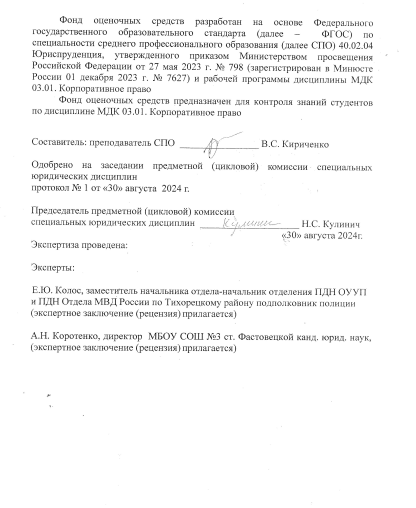 Фонд оценочных средств разработан на основе Федерального
государственного образовательного стандарта (далее – ФГОС) по
специальности среднего профессионального образования (далее СПО) 40.02.04
Юриспруденция, утвержденного приказом Министерством просвещения
Российской Федерации от 27 мая 2023 г. № 798 (зарегистрирован в Минюсте
России 01 декабря 2023 г. № 7627) и рабочей программы дисциплины МДК
03.01. Корпоративное право
Фонд оценочных средств предназначен для контроля знаний студентов
по дисциплине МДК 03.01. Корпоративное право
Составитель: преподаватель СПО В.С. Кириченко
Одобрено на заседании предметной (цикловой) комиссии специальных
юридических дисциплин
протокол № 1 от «30» августа 2024 г.
Председатель предметной (цикловой) комиссии
специальных юридических дисциплин Кулинич Н.С. Кулинич
«30» августа 2024г.
Экспертиза проведена:
Эксперты:
Е.Ю. Колос, заместитель начальника отдела-начальник отделения ПДН ОУУП
и ПДН Отдела МВД России по Тихорецкому району подполковник полиции
(экспертное заключение (рецензия) прилагается)
А.Н. Коротенко, директор МБОУ СОШ №3 ст. Фастовецкой канд. юрид. наук,
(экспертное заключение (рецензия) прилагается)